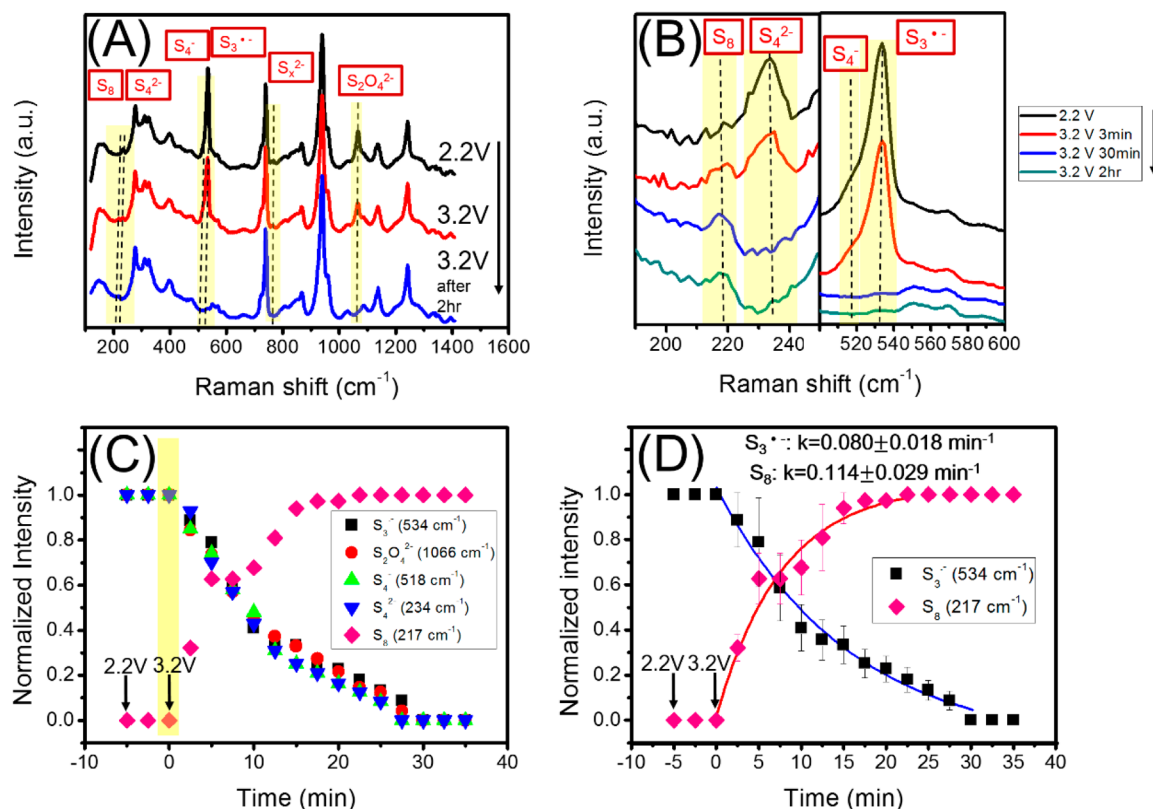 (A)
S₄⁻
S₃•⁻
Sₓ²⁻
S₂O₄²⁻
S₈
S₄²⁻
2.2V
3.2V
3.2V
after
2hr
Intensity (a.u.)
200 400 600 800 1000 1200 1400 1600
Raman shift (cm⁻¹)
(B)
S₈
S₄²⁻
S₄⁻
S₃•⁻
2.2 V
3.2 V 3min
3.2 V 30min
3.2 V 2hr
Intensity (a.u.)
200 220 240
520 540 560 580 600
Raman shift (cm⁻¹)
(C)
1.0
0.8
0.6
0.4
0.2
0.0
Normalized Intensity
2.2V
3.2V
S₃⁻ (534 cm⁻¹)
S₂O₄²⁻ (1066 cm⁻¹)
S₄⁻ (518 cm⁻¹)
S₄²⁻ (234 cm⁻¹)
S₈ (217 cm⁻¹)
-10 0 10 20 30 40
Time (min)
(D)
S₃•⁻: k=0.080±0.018 min⁻¹
S₈: k=0.114±0.029 min⁻¹
1.0
0.8
0.6
0.4
0.2
0.0
Normalized intensity
2.2V
3.2V
S₃⁻ (534 cm⁻¹)
S₈ (217 cm⁻¹)
-10 -5 0 5 10 15 20 25 30 35 40
Time (min)